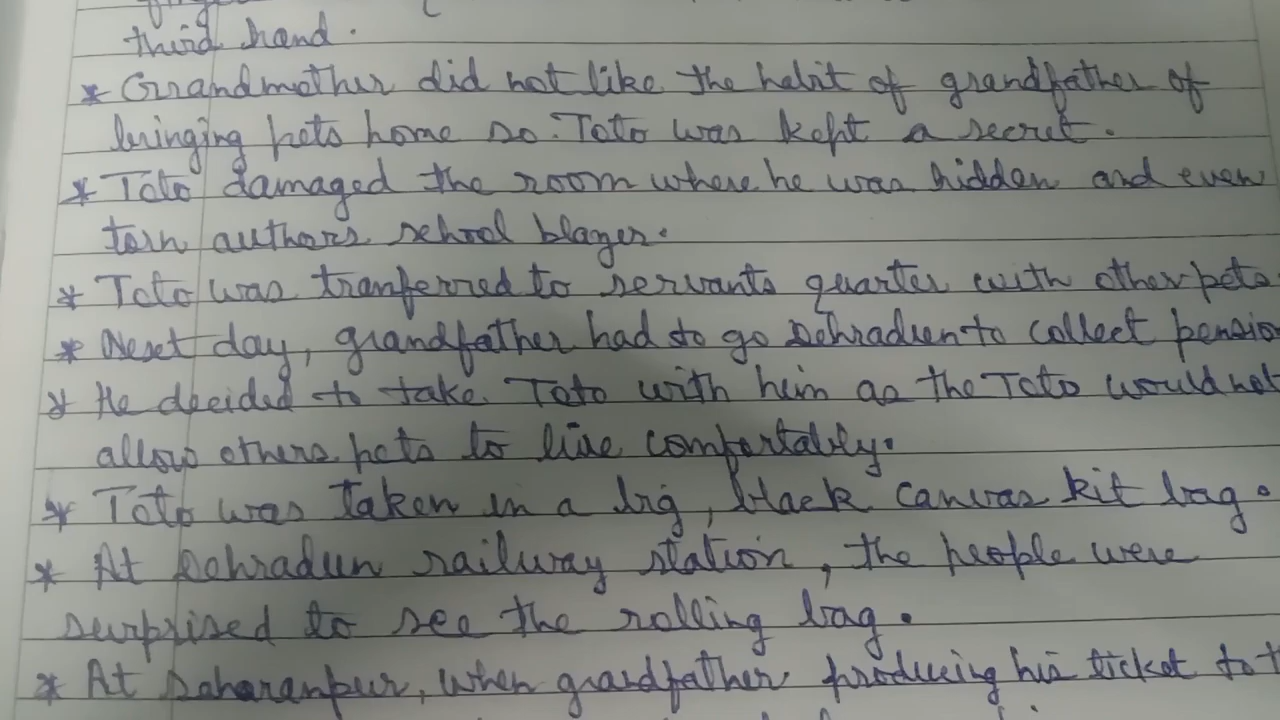 third hand.
* Grandmother did not like the habit of grandfather of
bringing pets home so. Toto was kept a secret.
* Toto damaged the room where he was hidden and even
torn authors school blazer.
* Toto was tranferred to servants quarter with other pets
* Next day, grandfather had to go Dehraduen to collect pensio
* He decided to take Toto with him as the Toto would not
allow others pets to live comfortably.
* Toto was taken in a big, black canvas kit bag.
* At Dehradun railway station, the people were
surprised to see the rolling bag.
* At Saharanpur, when grandfather producing his ticket to t